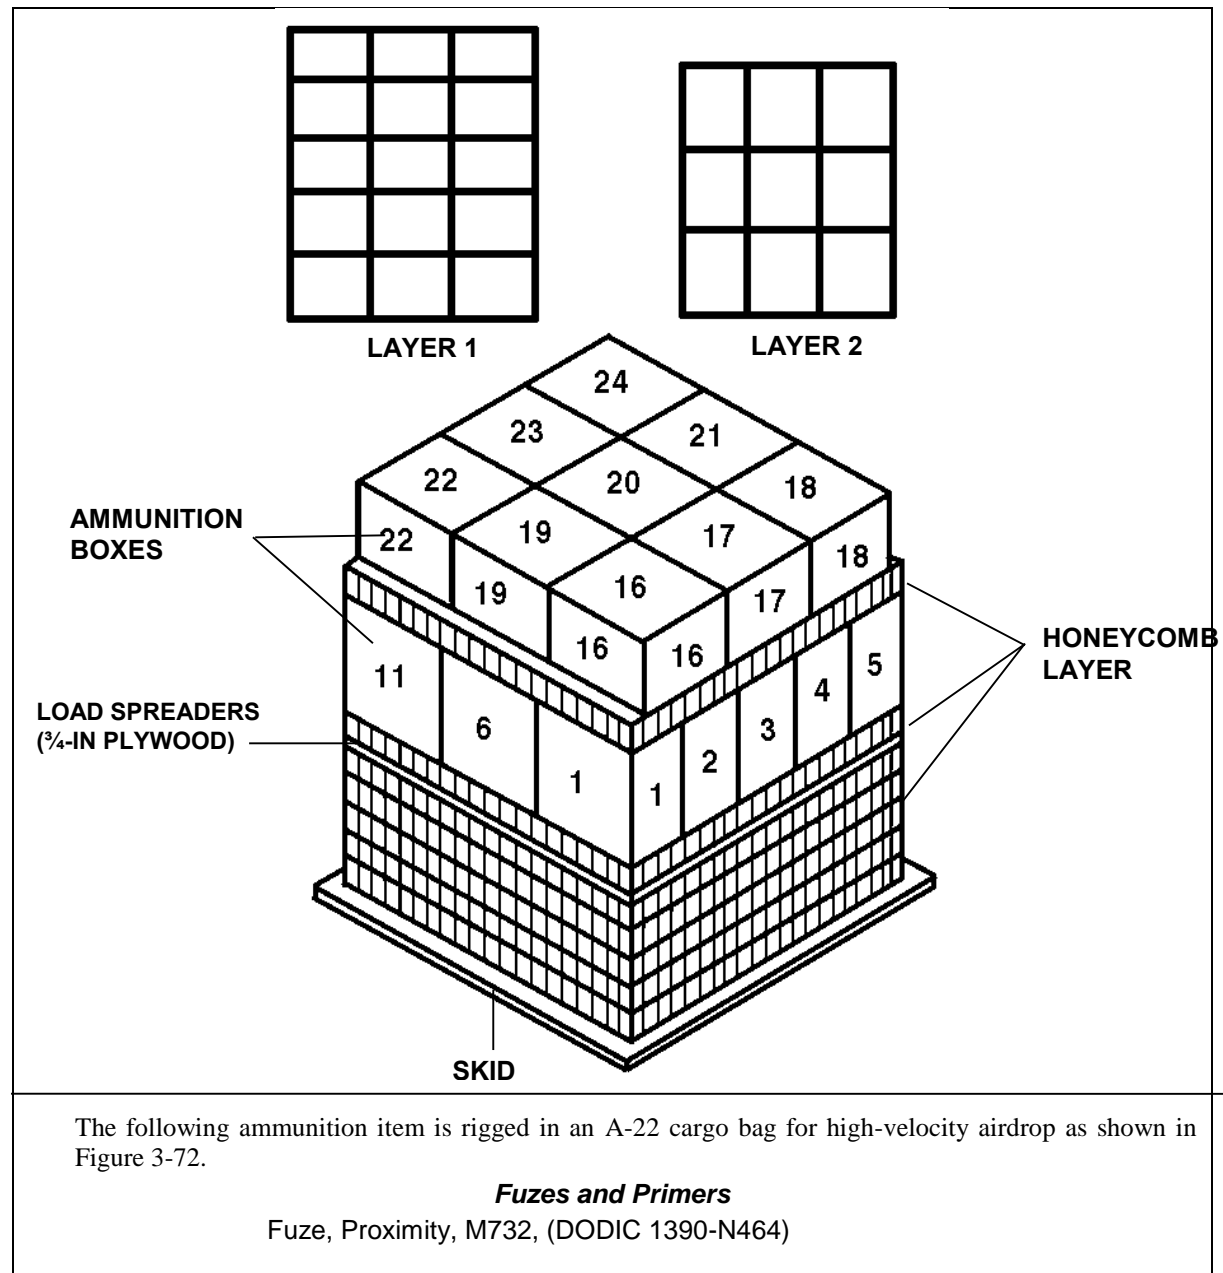 LAYER 1
LAYER 2
24
23
21
22
20
18
19
17
22
16
18
19
17
16
16
AMMUNITION
BOXES
11
6
1
1
2
3
4
5
HONEYCOMB
LAYER
LOAD SPREADERS
(¾-IN PLYWOOD)
SKID
The following ammunition item is rigged in an A-22 cargo bag for high-velocity airdrop as shown in
Figure 3-72.
Fuzes and Primers
Fuze, Proximity, M732, (DODIC 1390-N464)